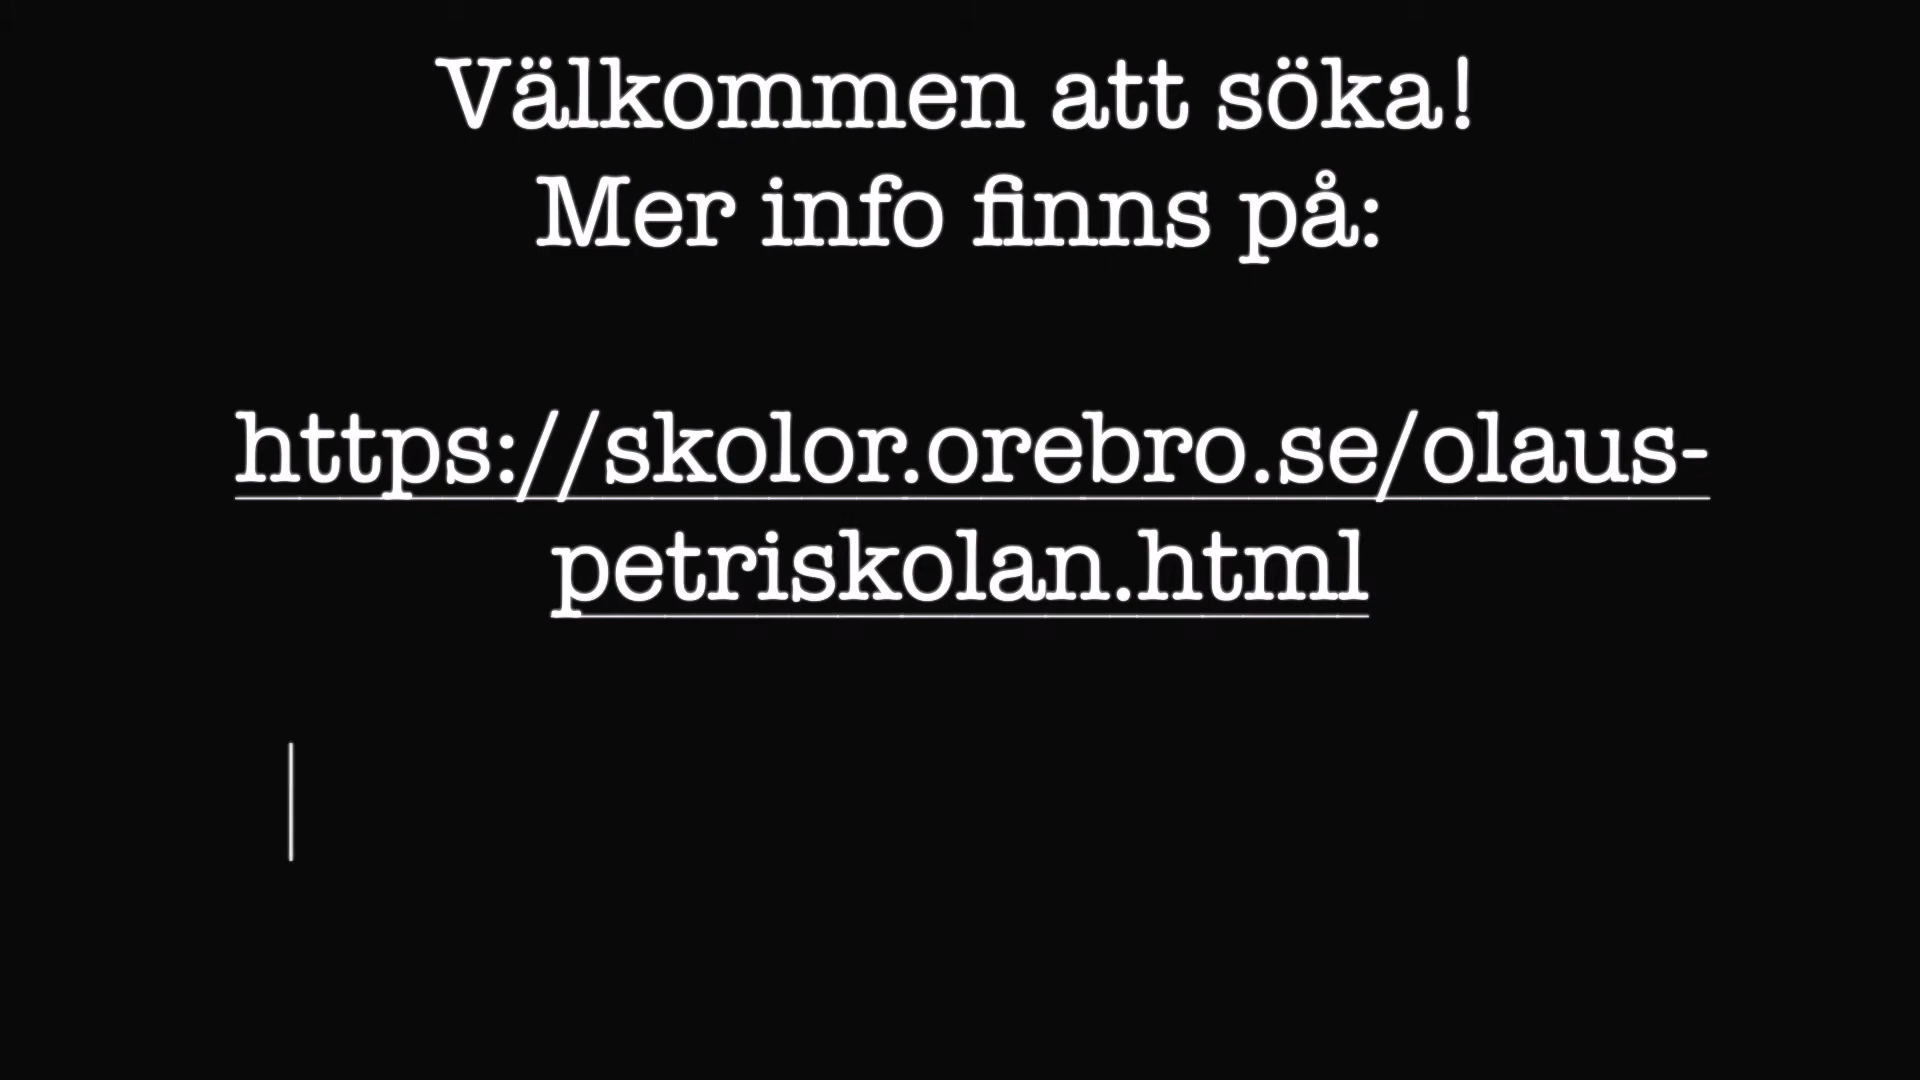 Välkommen att söka!
Mer info finns på:
https://skolor.orebro.se/olaus-
petriskolan.html